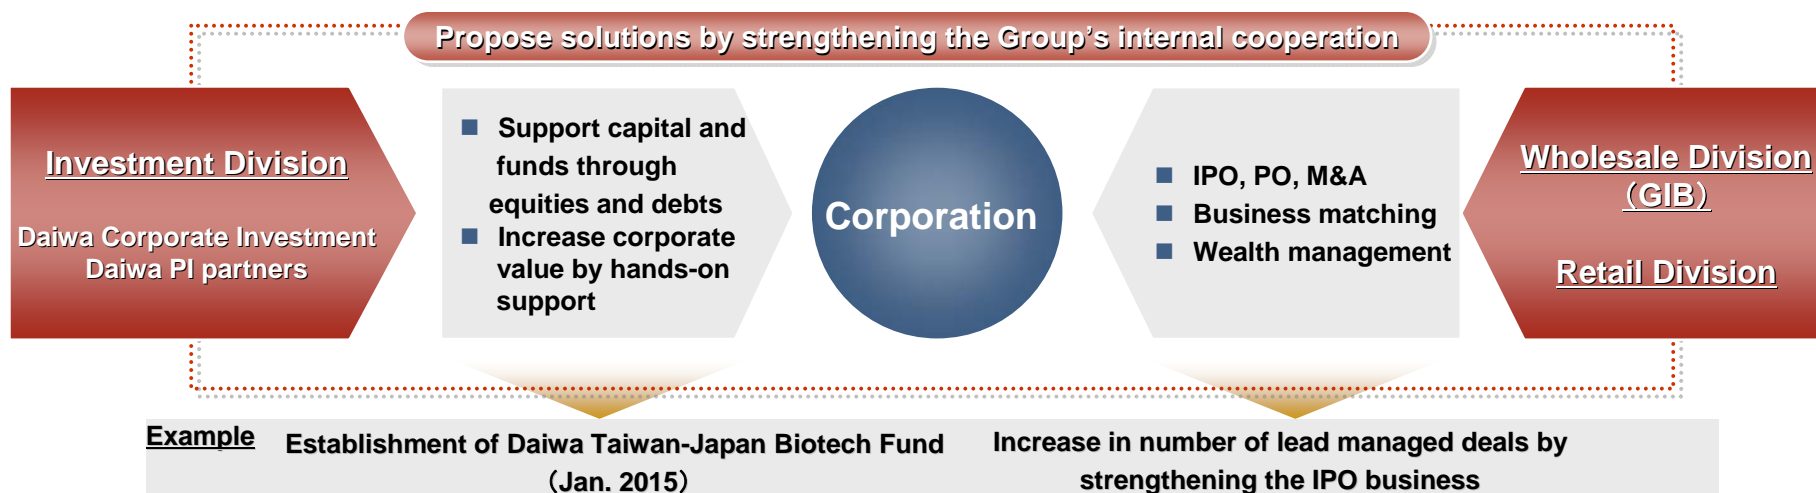 Propose solutions by strengthening the Group's internal cooperation
Investment Division
Daiwa Corporate Investment
Daiwa PI partners
■ Support capital and
funds through
equities and debts
■ Increase corporate
value by hands-on
support
Corporation
■ IPO, PO, M&A
■ Business matching
■ Wealth management
Wholesale Division
（GIB）
Retail Division
Example
Establishment of Daiwa Taiwan-Japan Biotech Fund
（Jan. 2015）
Increase in number of lead managed deals by
strengthening the IPO business